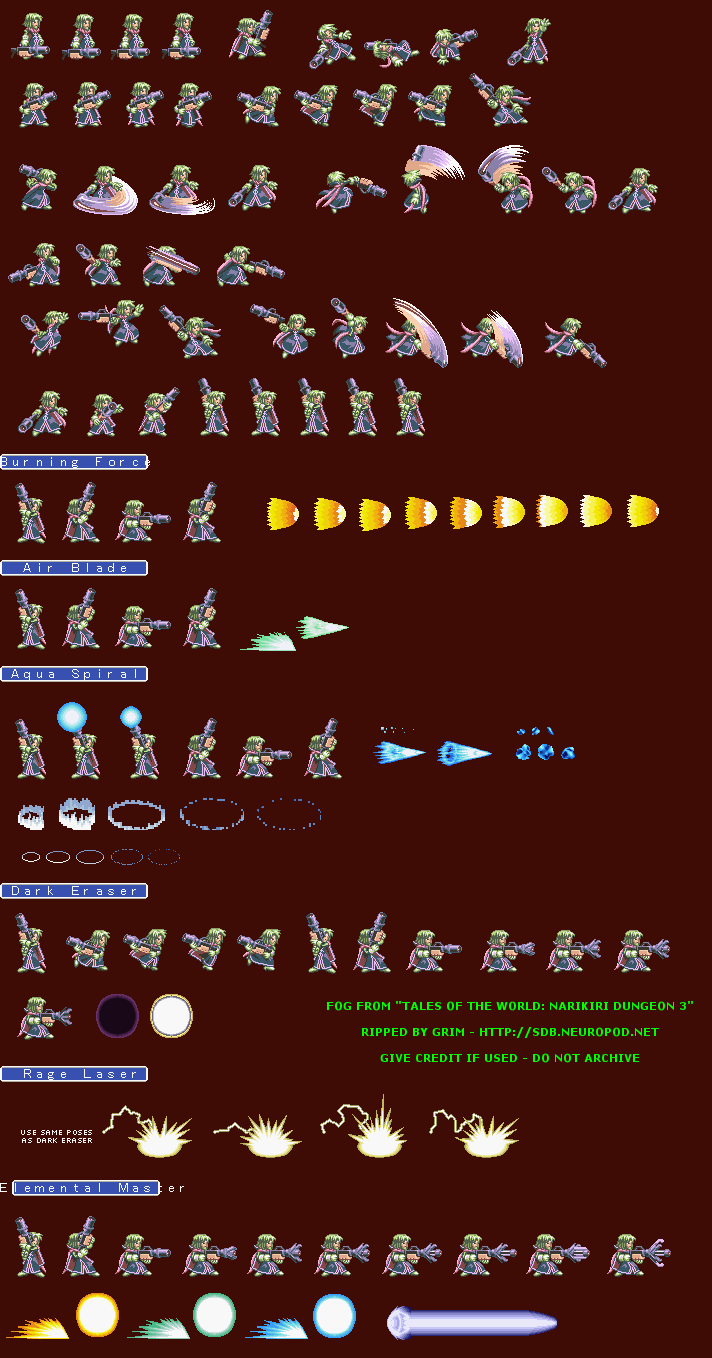 Burning Force
Air Blade
Aqua Spiral
Dark Eraser
FOG FROM "TALES OF THE WORLD: NARIKIRI DUNGEON 3"
RIPPED BY GRIM - HTTP://SDB.NEUROPOD.NET
GIVE CREDIT IF USED - DO NOT ARCHIVE
Rage Laser
USE SAME POSES
AS DARK ERASER
Elemental Master